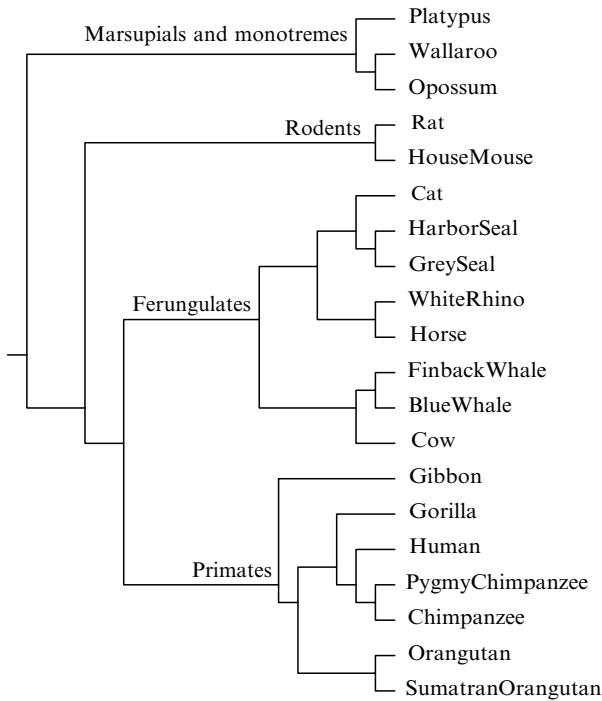 Platypus
Marsupials and monotremes
Wallaroo
Opossum
Rat
Rodents
HouseMouse
Cat
HarborSeal
GreySeal
WhiteRhino
Ferungulates
Horse
FinbackWhale
BlueWhale
Cow
Gibbon
Gorilla
Human
Primates
PygmyChimpanzee
Chimpanzee
Orangutan
SumatranOrangutan